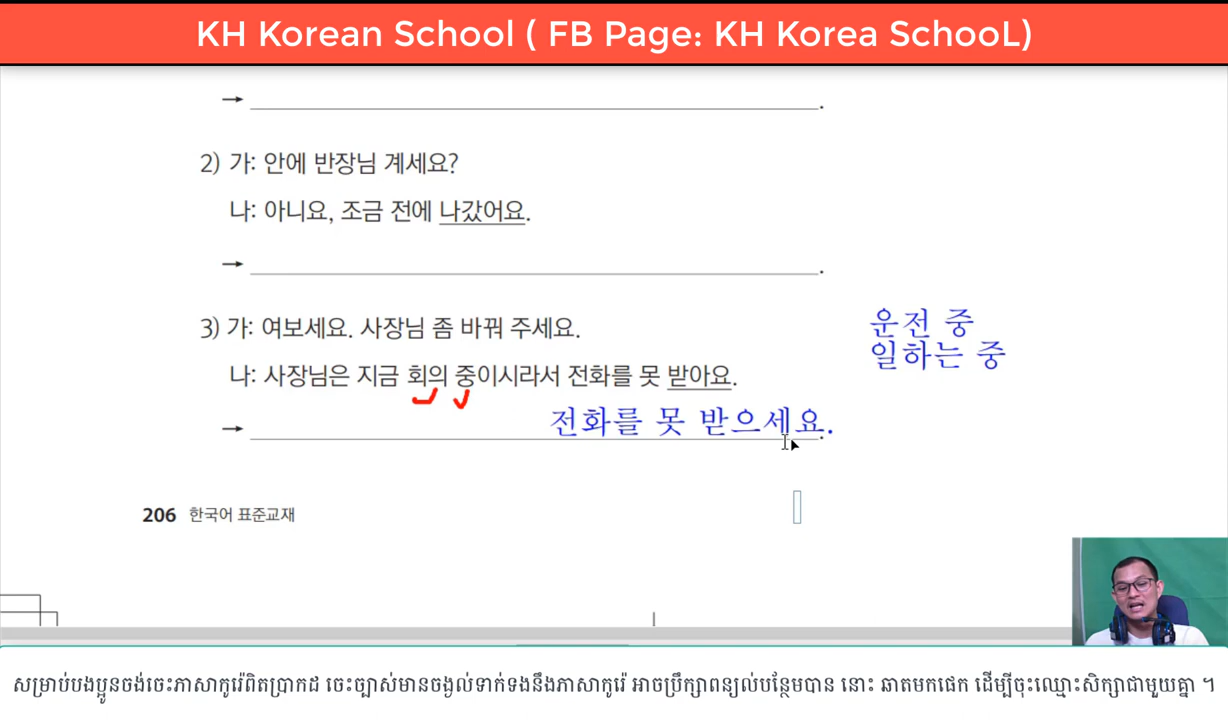 KH Korean School ( FB Page: KH Korea SchooL)
→ .
2) 가: 안에 반장님 계세요?
나: 아니요, 조금 전에 나갔어요.
→ .
3) 가: 여보세요. 사장님 좀 바꿔 주세요.
나: 사장님은 지금 회의 중이시라서 전화를 못 받아요.
운전 중
일하는 중
→ 전화를 못 받으세요.
206 한국어 표준교재
សម្រាប់បងប្អូនចង់ចេះភាសាកូរ៉េពិតប្រាកដ ចេះច្បាស់មានចង្ងល់ទាក់ទងនឹងភាសាកូរ៉េ អាចប្រឹក្សាពន្យល់បន្ថែមបាន នោះ ឆាតមកផេក ដើម្បីចុះឈ្មោះសិក្សាជាមួយគ្នា ។